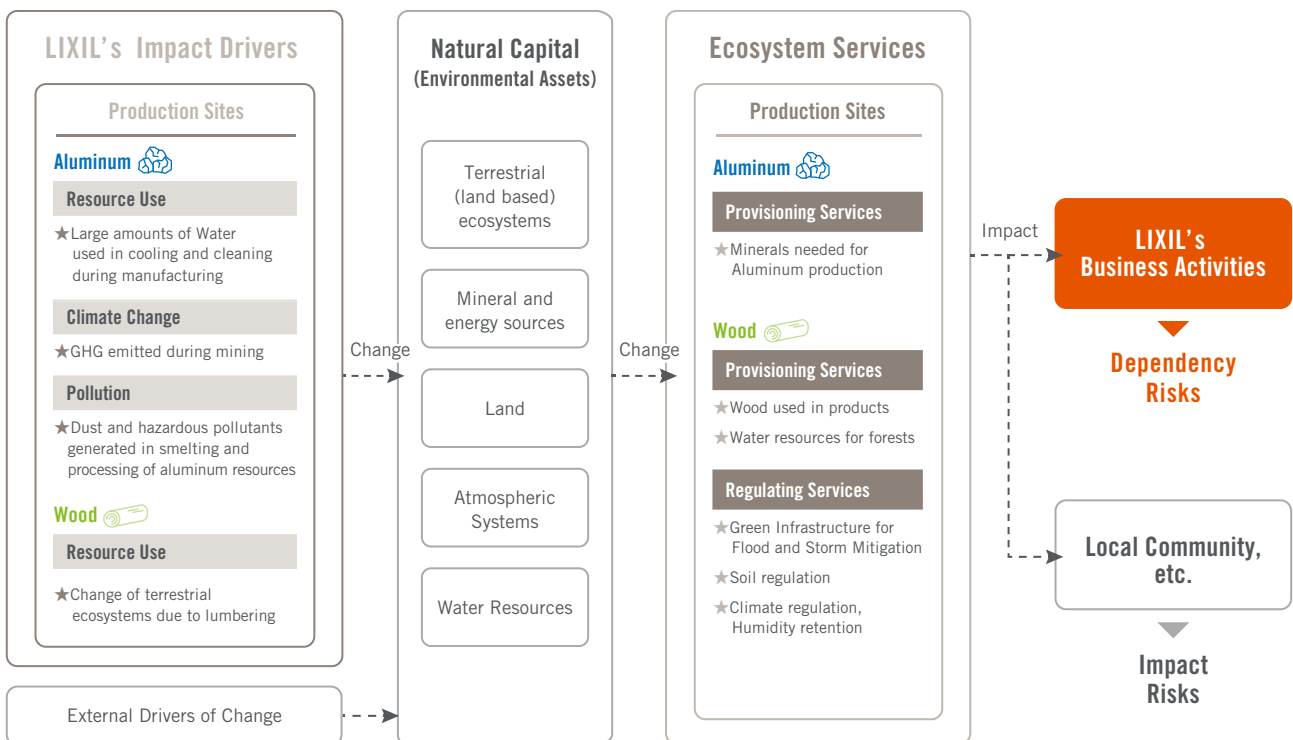 LIXIL's Impact Drivers
Production Sites
Aluminum
Resource Use
★Large amounts of Water
used in cooling and cleaning
during manufacturing
Climate Change
★GHG emitted during mining
Pollution
★Dust and hazardous pollutants
generated in smelting and
processing of aluminum resources
Wood
Resource Use
★Change of terrestrial
ecosystems due to lumbering
External Drivers of Change
Change
Natural Capital
(Environmental Assets)
Terrestrial
(land based)
ecosystems
Mineral and
energy sources
Land
Atmospheric
Systems
Water Resources
Change
Ecosystem Services
Production Sites
Aluminum
Provisioning Services
★Minerals needed for
Aluminum production
Wood
Provisioning Services
★Wood used in products
★Water resources for forests
Regulating Services
★Green Infrastructure for
Flood and Storm Mitigation
★Soil regulation
★Climate regulation,
Humidity retention
Impact
LIXIL's
Business Activities
Dependency
Risks
Local Community,
etc.
Impact
Risks